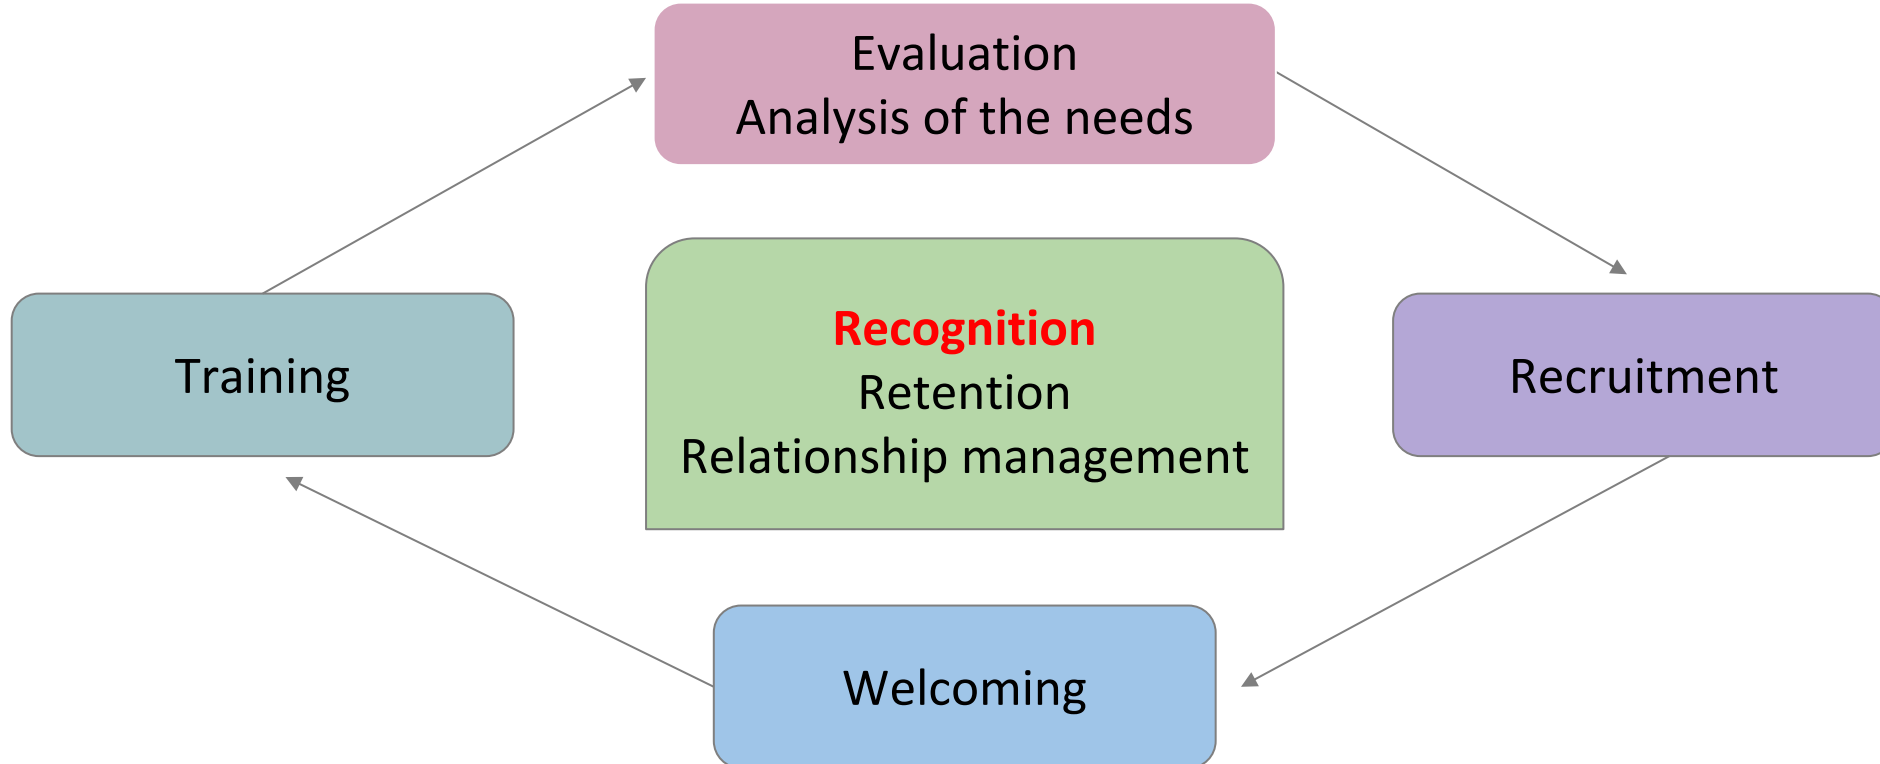 Evaluation
Analysis of the needs
Recognition
Retention
Relationship management
Training
Recruitment
Welcoming